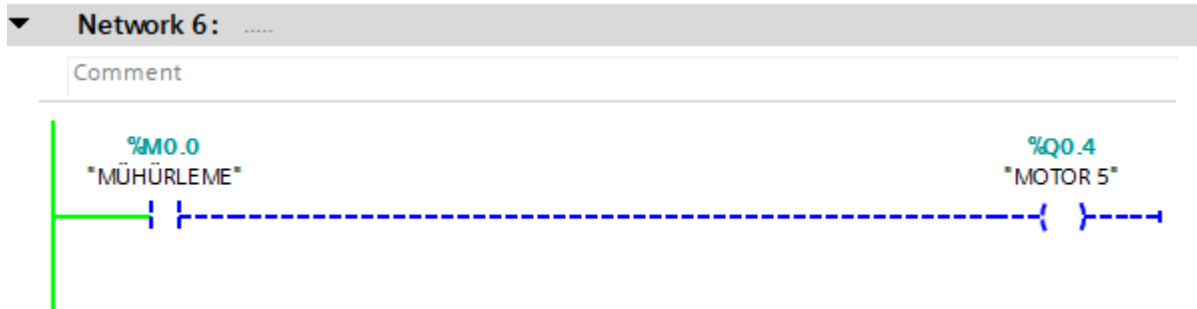 Network 6: .....
Comment
%M0.0
"MÜHÜRLEME"
%Q0.4
"MOTOR 5"